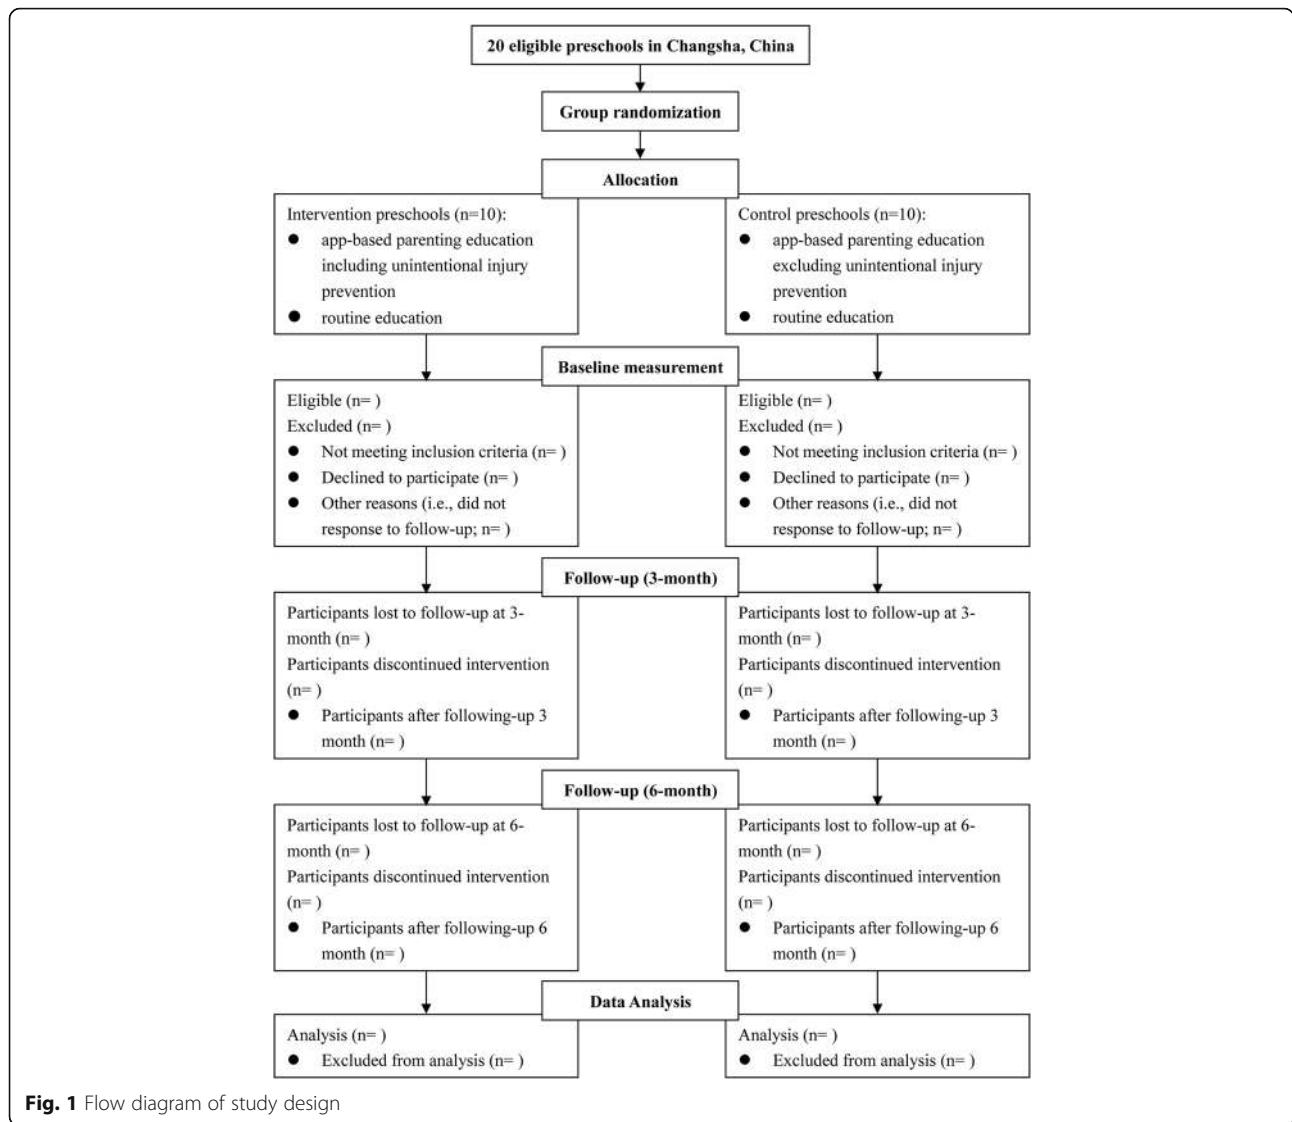 20 eligible preschools in Changsha, China
Group randomization
Allocation
Intervention preschools (n=10):
● app-based parenting education
including unintentional injury
prevention
● routine education
Control preschools (n=10):
● app-based parenting education
excluding unintentional injury
prevention
● routine education
Baseline measurement
Eligible (n= )
Excluded (n= )
● Not meeting inclusion criteria (n= )
● Declined to participate (n= )
● Other reasons (i.e., did not
response to follow-up; n= )
Eligible (n= )
Excluded (n= )
● Not meeting inclusion criteria (n= )
● Declined to participate (n= )
● Other reasons (i.e., did not
response to follow-up; n= )
Follow-up (3-month)
Participants lost to follow-up at 3-
month (n= )
Participants discontinued intervention
(n= )
● Participants after following-up 3
month (n= )
Participants lost to follow-up at 3-
month (n= )
Participants discontinued intervention
(n= )
● Participants after following-up 3
month (n= )
Follow-up (6-month)
Participants lost to follow-up at 6-
month (n= )
Participants discontinued intervention
(n= )
● Participants after following-up 6
month (n= )
Participants lost to follow-up at 6-
month (n= )
Participants discontinued intervention
(n= )
● Participants after following-up 6
month (n= )
Data Analysis
Analysis (n= )
● Excluded from analysis (n= )
Analysis (n= )
● Excluded from analysis (n= )
Fig. 1 Flow diagram of study design